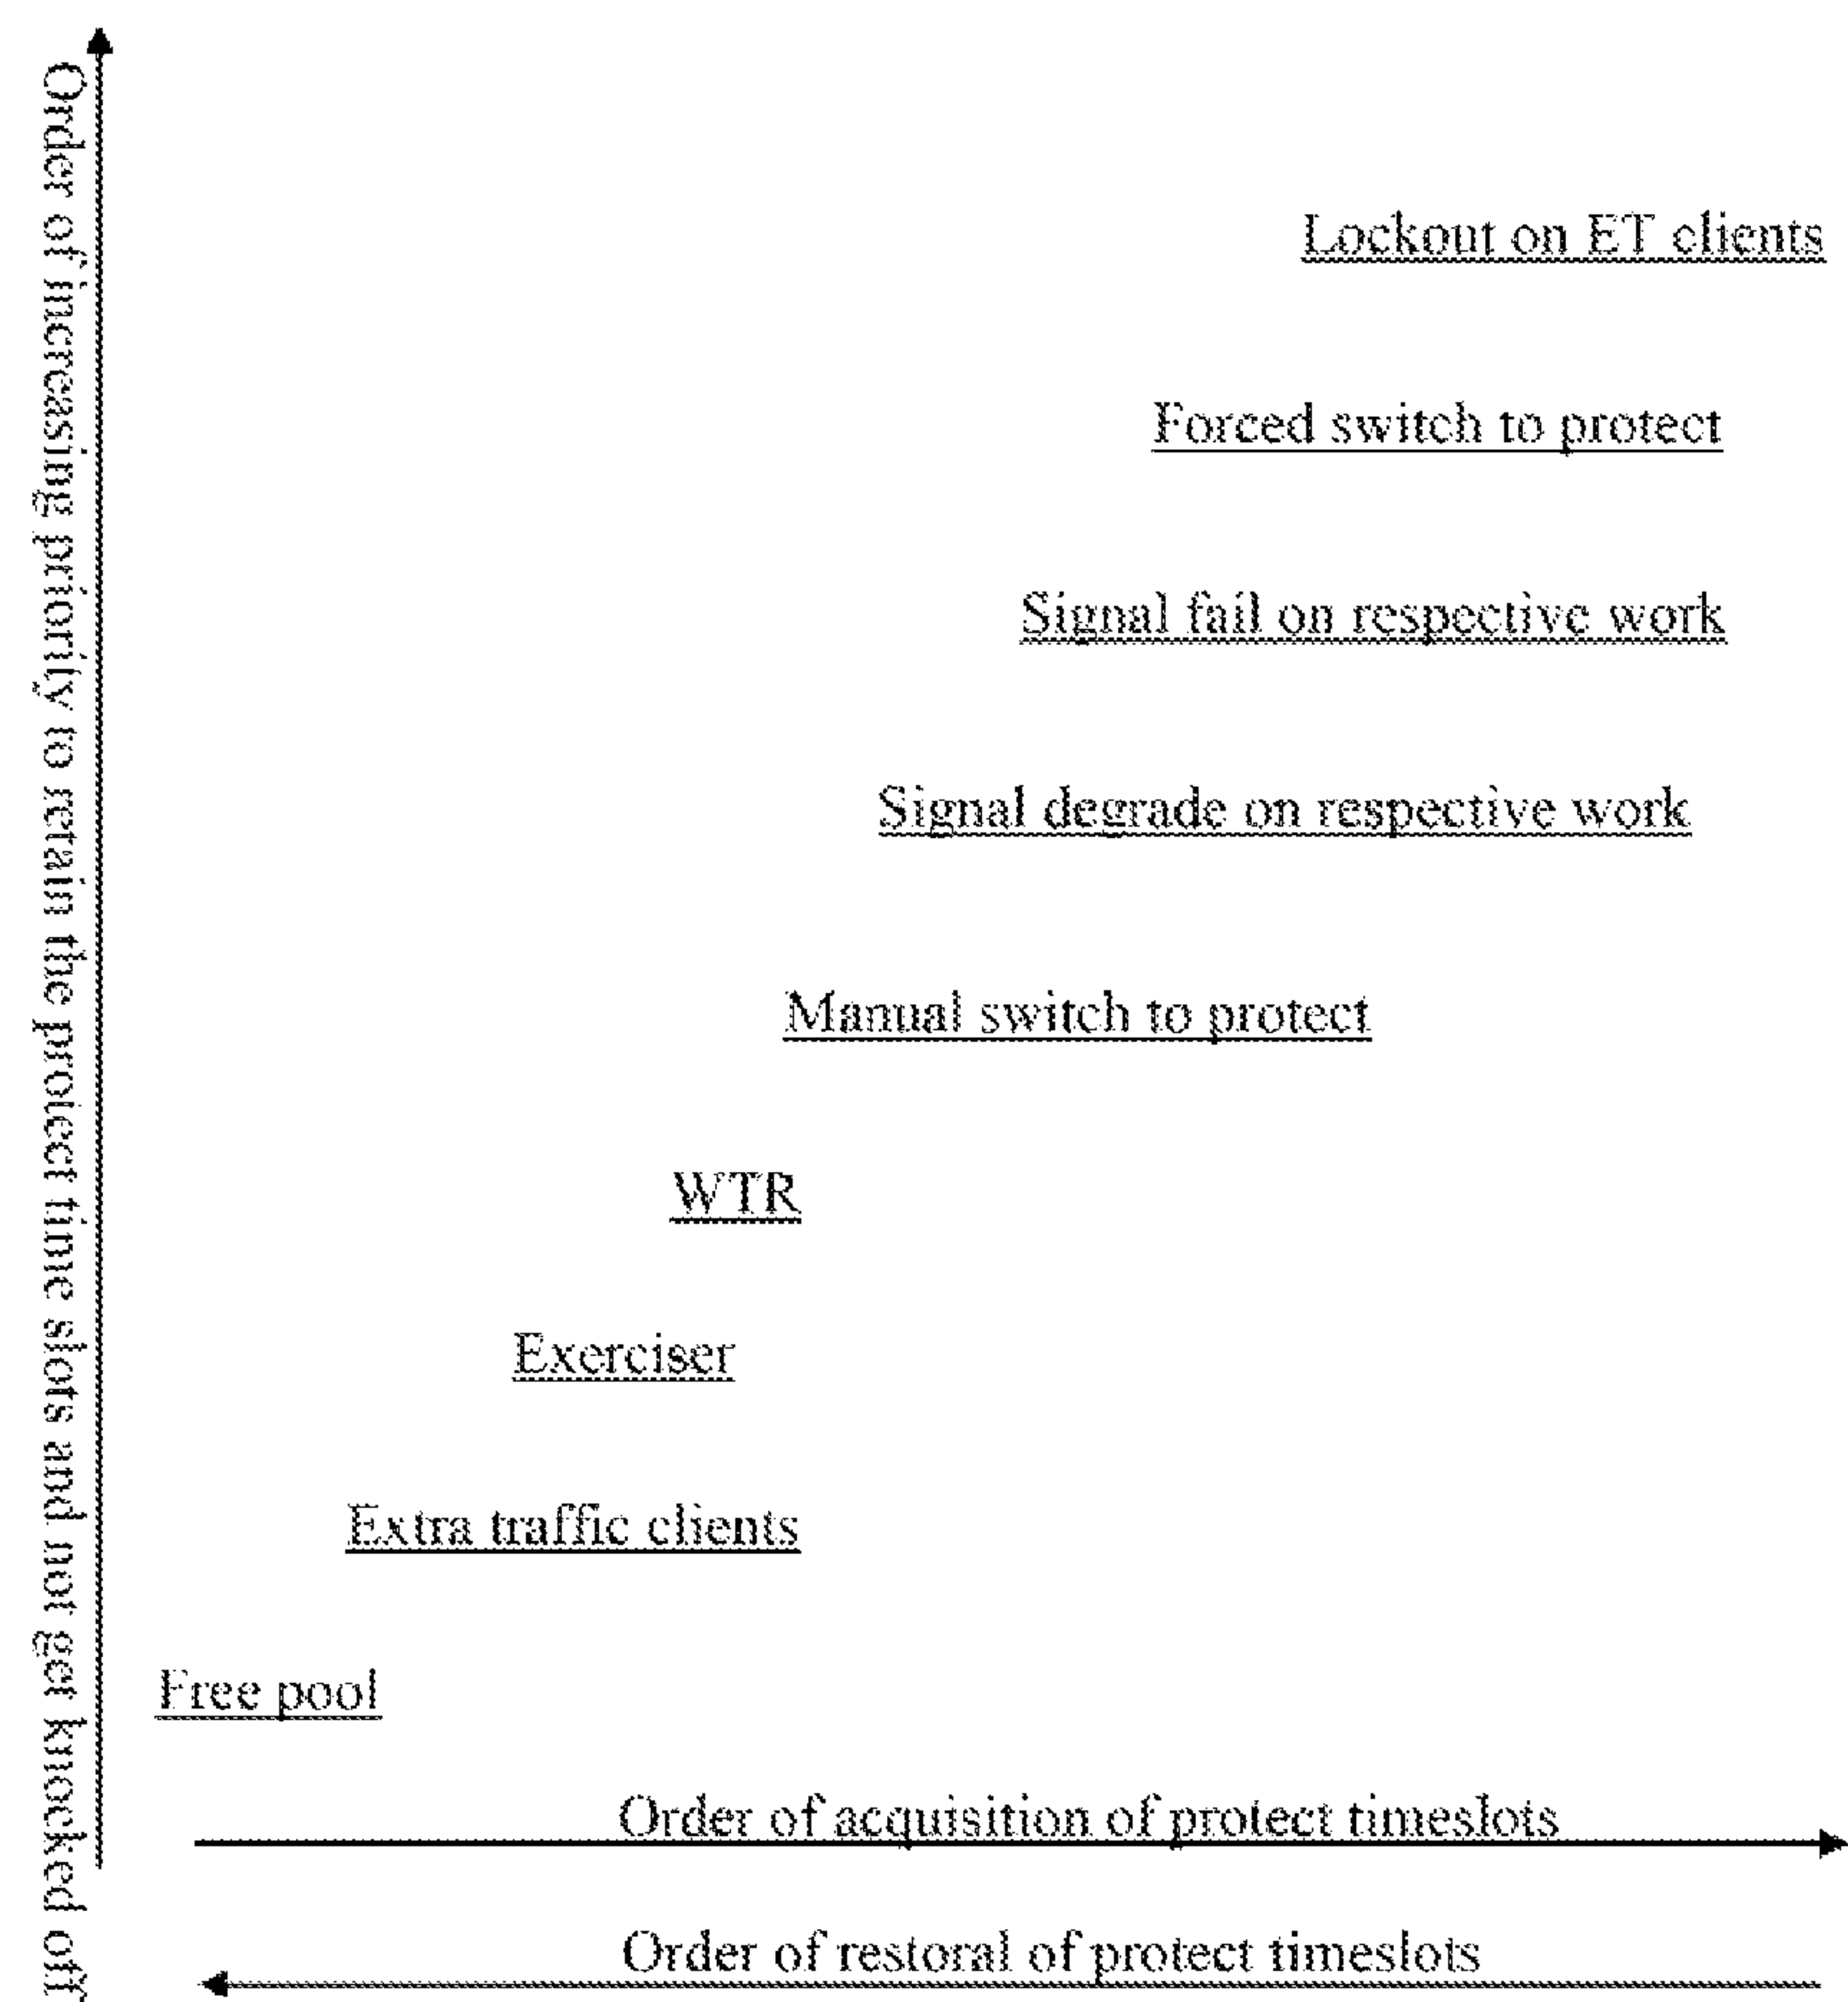 Order of increasing priority to retain the protect time slots and not get knocked off
Lockout on ET clients
Forced switch to protect
Signal fail on respective work
Signal degrade on respective work
Manual switch to protect
WTR
Exerciser
Extra traffic clients
Free pool
Order of acquisition of protect timeslots
Order of restoral of protect timeslots